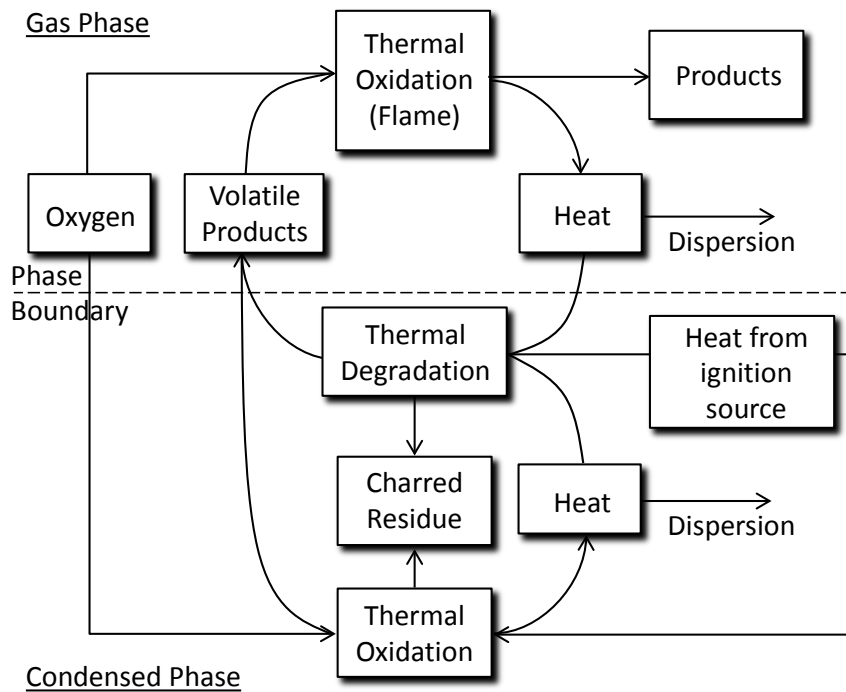 Gas Phase
Thermal
Oxidation
(Flame)
Products
Oxygen
Volatile
Products
Heat
Dispersion
Phase
Boundary
Thermal
Degradation
Heat from
ignition
source
Charred
Residue
Heat
Dispersion
Thermal
Oxidation
Condensed Phase